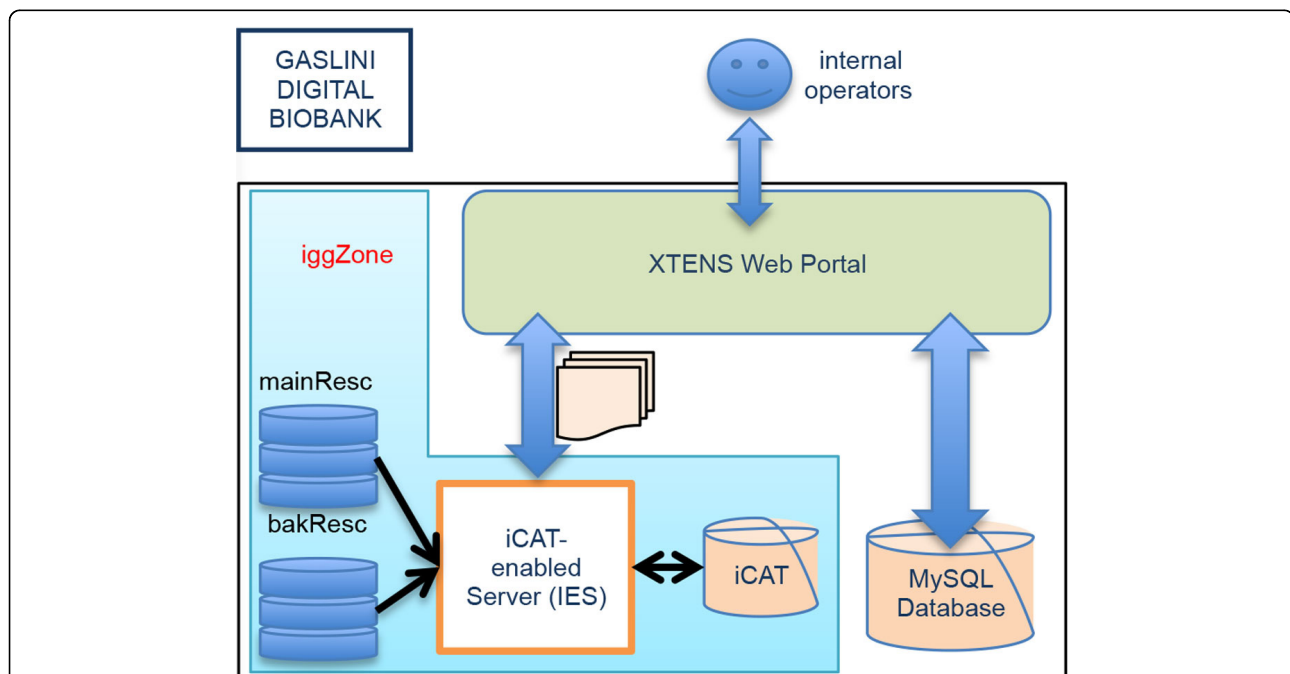 GASLINI
DIGITAL
BIOBANK
internal
operators
iggZone
XTENS Web Portal
mainResc
bakResc
iCAT-
enabled
Server (IES)
iCAT
MySQL
Database